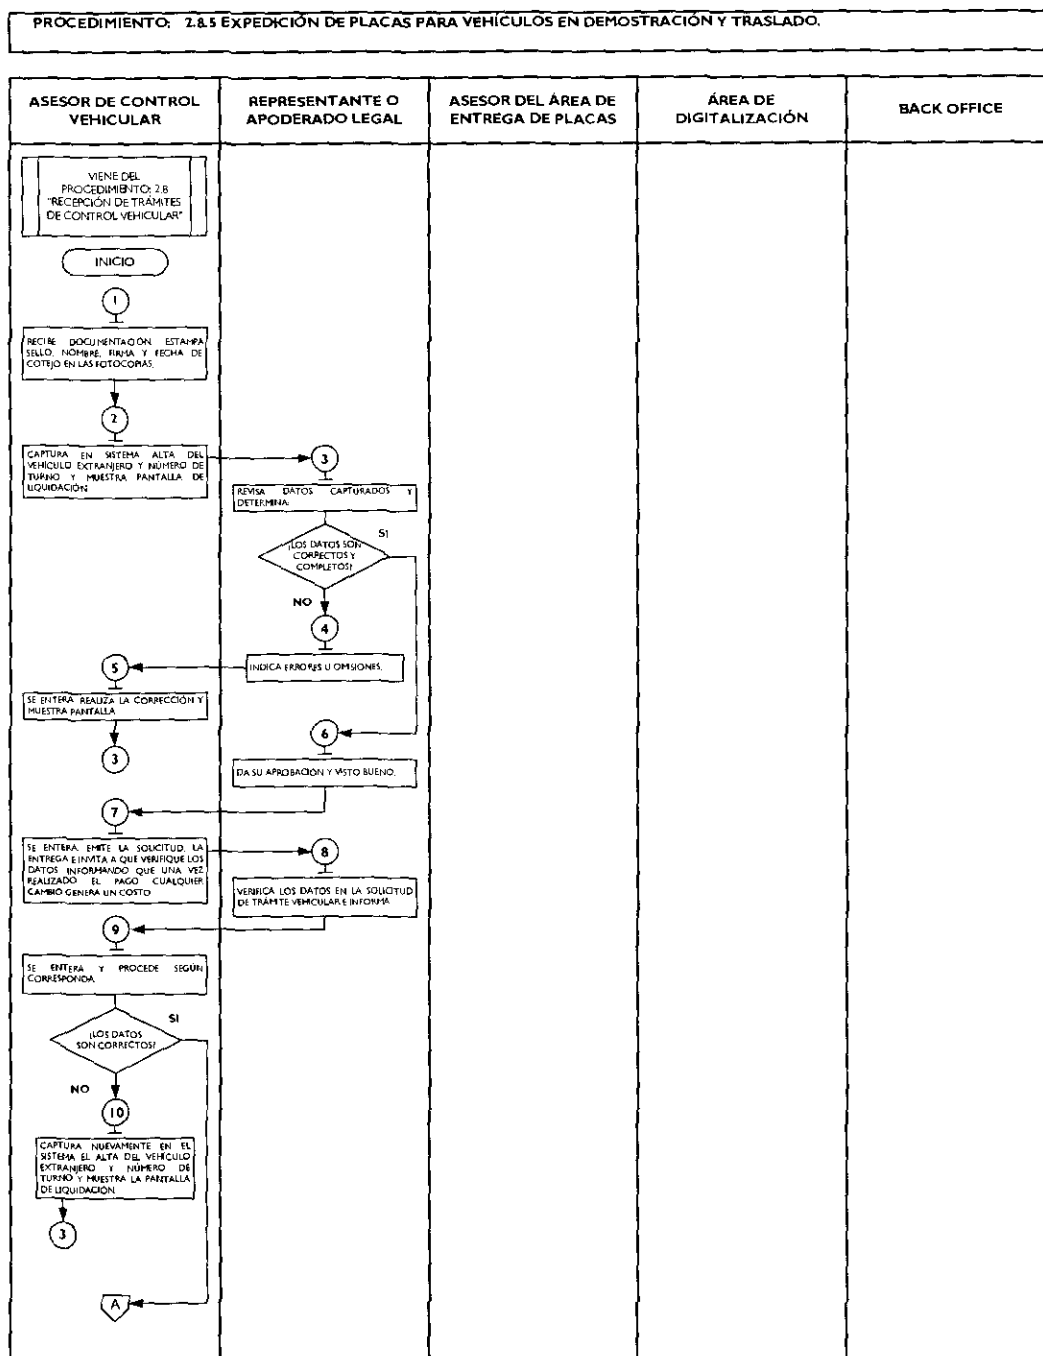 PROCEDIMIENTO: 2.8.5 EXPEDICIÓN DE PLACAS PARA VEHÍCULOS EN DEMOSTRACIÓN Y TRASLADO.
ASESOR DE CONTROL
VEHICULAR
REPRESENTANTE O
APODERADO LEGAL
ASESOR DEL ÁREA DE
ENTREGA DE PLACAS
ÁREA DE
DIGITALIZACIÓN
BACK OFFICE
VIENE DEL
PROCEDIMIENTO: 2.8
"RECEPCIÓN DE TRÁMITES
DE CONTROL VEHICULAR"
INICIO
1
RECIBE DOCUMENTACIÓN ESTAMPA
SELLO, NOMBRE, FIRMA Y FECHA DE
COTEJO EN LAS FOTOCOPIAS.
2
CAPTURA EN SISTEMA ALTA DEL
VEHÍCULO EXTRANJERO Y NÚMERO DE
TURNO Y MUESTRA PANTALLA DE
LIQUIDACIÓN
3
REVISA DATOS CAPTURADOS Y
DETERMINA:
SI
¿LOS DATOS SON
CORRECTOS Y
COMPLETOS?
NO
4
INDICA ERRORES U OMISIONES.
5
SE ENTERA REALIZA LA CORRECCIÓN Y
MUESTRA PANTALLA
3
6
DA SU APROBACIÓN Y VISTO BUENO.
7
SE ENTERA, EMITE LA SOLICITUD, LA
ENTREGA E INVITA A QUE VERIFIQUE LOS
DATOS INFORMANDO QUE UNA VEZ
REALIZADO EL PAGO CUALQUIER
CAMBIO GENERA UN COSTO
8
VERIFICA LOS DATOS EN LA SOLICITUD
DE TRÁMITE VEHICULAR E INFORMA
9
SE ENTERA Y PROCEDE SEGÚN
CORRESPONDA
SI
¿LOS DATOS
SON CORRECTOS?
NO
10
CAPTURA NUEVAMENTE EN EL
SISTEMA EL ALTA DEL VEHÍCULO
EXTRANJERO Y NÚMERO DE
TURNO Y MUESTRA LA PANTALLA
DE LIQUIDACIÓN
3
A